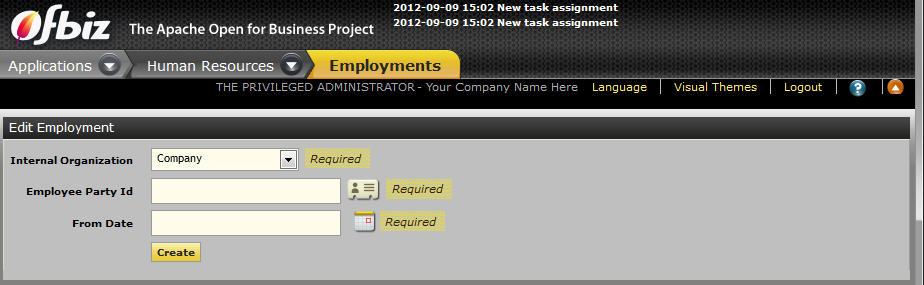 Ofbiz The Apache Open for Business Project
2012-09-09 15:02 New task assignment
2012-09-09 15:02 New task assignment
Applications Human Resources Employments
THE PRIVILEGED ADMINISTRATOR - Your Company Name Here Language Visual Themes Logout ?
Edit Employment
Internal Organization Company Required
Employee Party Id Required
From Date Required
Create